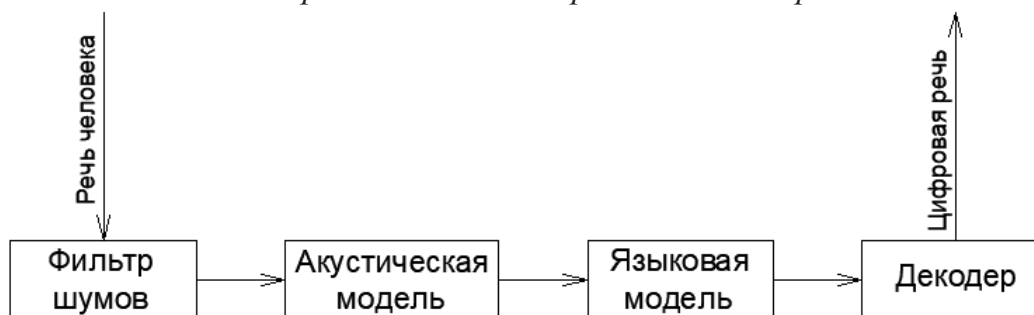 Речь человека
Цифровая речь
Фильтр
шумов
Акустическая
модель
Языковая
модель
Декодер